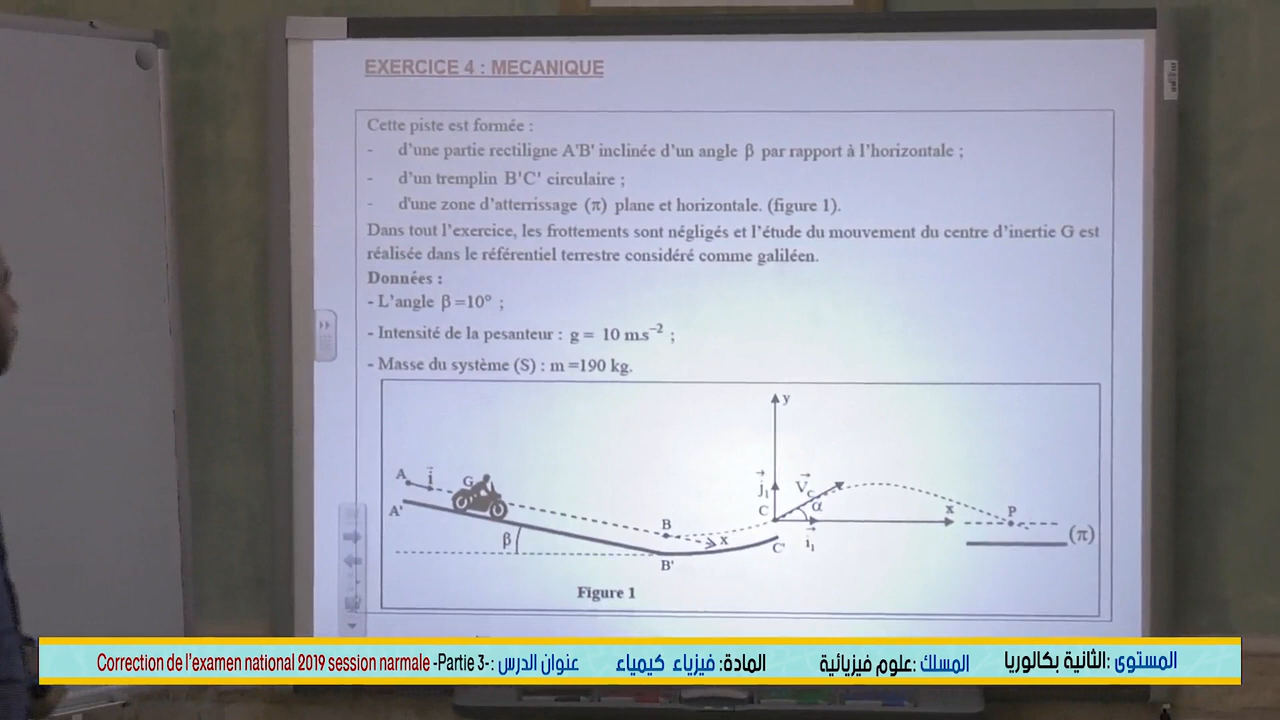 EXERCICE 4 : MECANIQUE
Cette piste est formée :
- d'une partie rectiligne A'B' inclinée d'un angle β par rapport à l'horizontale ;
- d'un tremplin B'C' circulaire ;
- d'une zone d'atterrissage (π) plane et horizontale. (figure 1).
Dans tout l'exercice, les frottements sont négligés et l'étude du mouvement du centre d'inertie G est
réalisée dans le référentiel terrestre considéré comme galiléen.
Données :
- L'angle β =10° ;
- Intensité de la pesanteur : g = 10 m.s⁻² ;
- Masse du système (S) : m =190 kg.
y
A i⃗ G j⃗₁ V⃗c
A' C α x P
B
β x C' i⃗₁ (π)
B'
Figure 1
المستوى :الثانية بكالوريا المسلك :علوم فيزيائية المادة: فيزياء كيمياء عنوان الدرس : Correction de l'examen national 2019 session narmale -Partie 3-